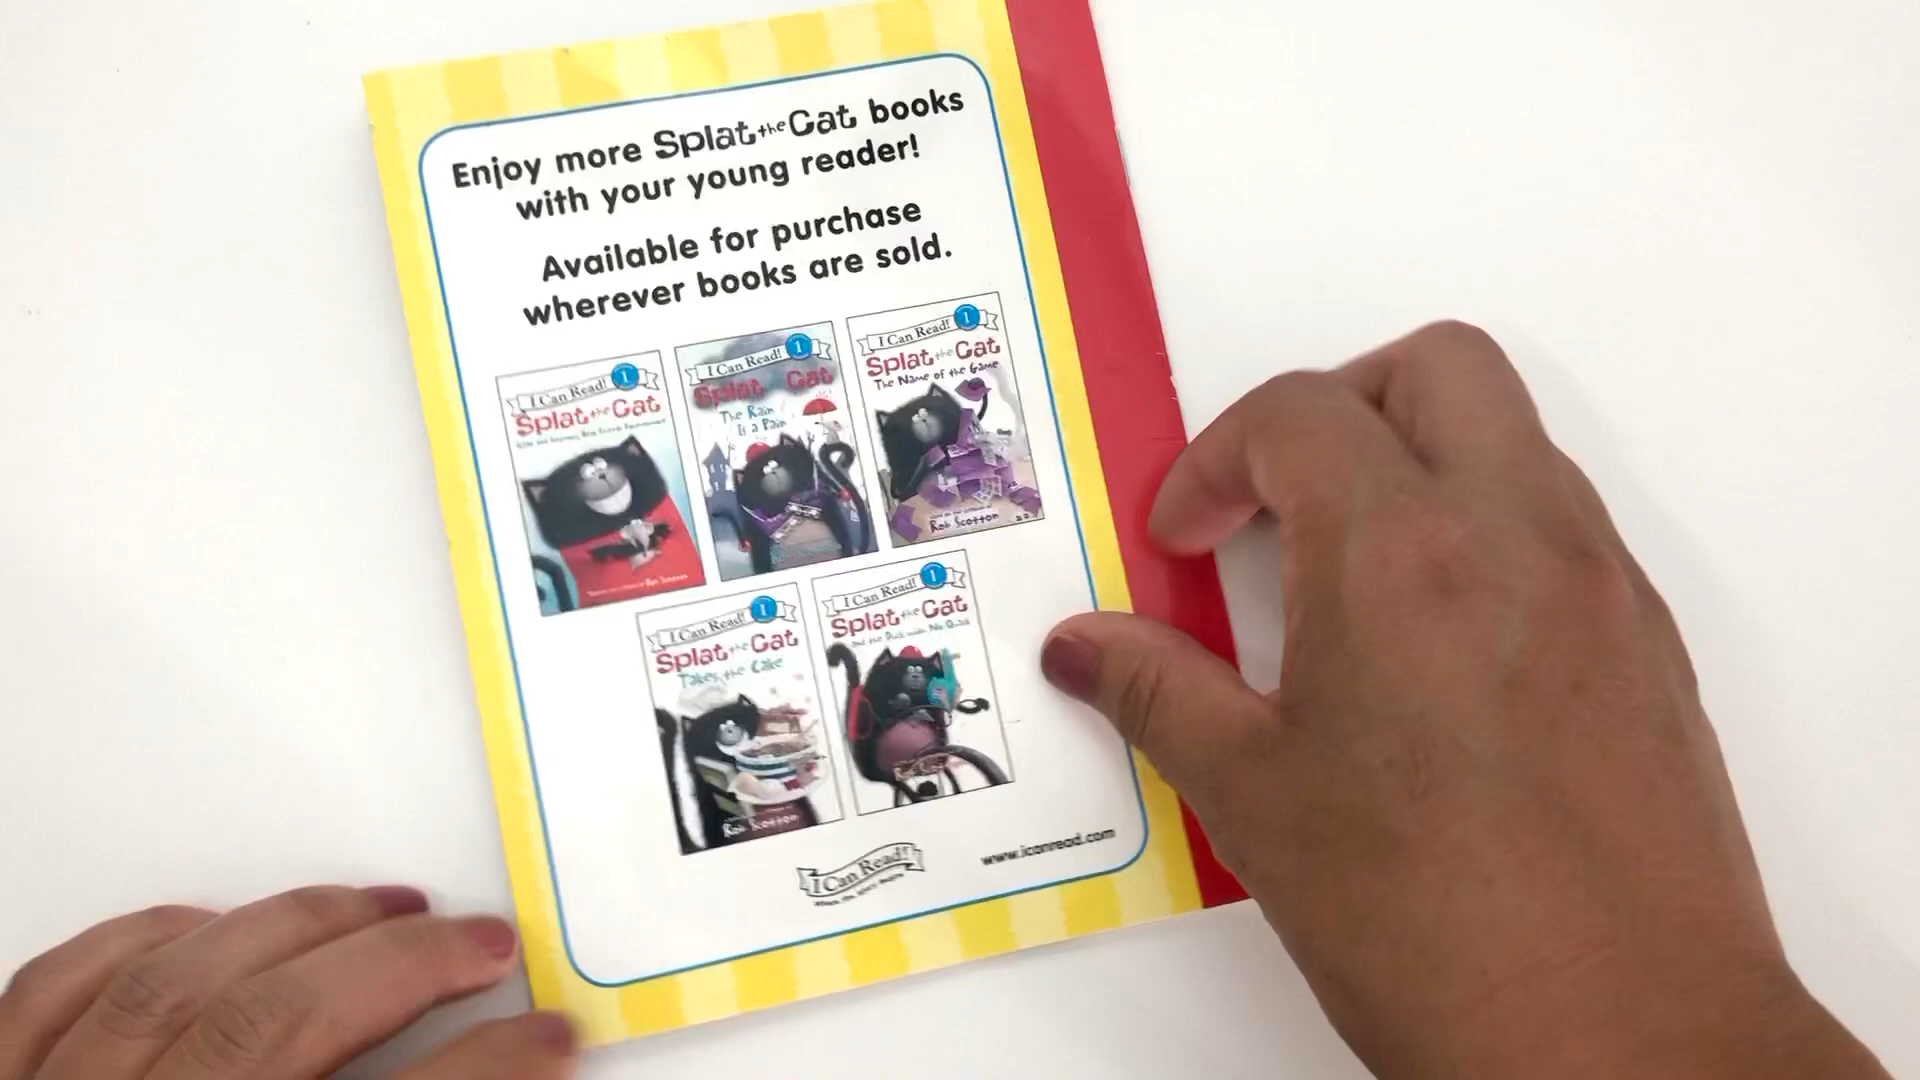 Enjoy more Splat the Cat books
with your young reader!
Available for purchase
wherever books are sold.
I Can Read! 1
Splat the Cat
I Can Read! 1
Splat Cat
The Rain
Is a Pain
I Can Read! 1
Splat the Cat
The Name of the Game
Rob Scotton
I Can Read! 1
Splat the Cat
Takes the Cake
Rob Scotton
I Can Read! 1
Splat the Cat
and the Duck with No Quack
I Can Read!
www.icanread.com